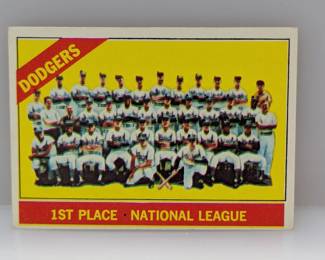 DODGERS
1ST PLACE · NATIONAL LEAGUE